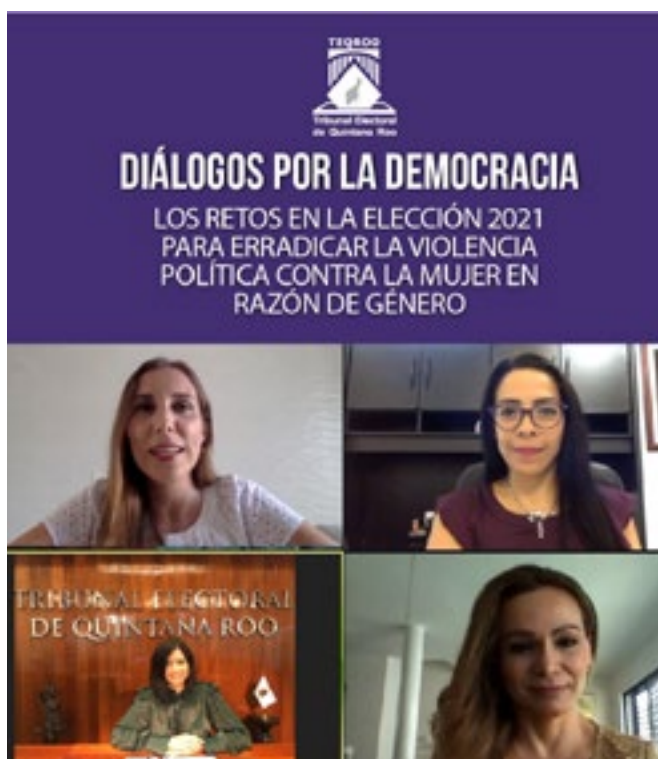 TEQROO
Tribunal Electoral
de Quintana Roo
DIÁLOGOS POR LA DEMOCRACIA
LOS RETOS EN LA ELECCIÓN 2021
PARA ERRADICAR LA VIOLENCIA
POLÍTICA CONTRA LA MUJER EN
RAZÓN DE GÉNERO
TRIBUNAL ELECTORAL
DE QUINTANA ROO